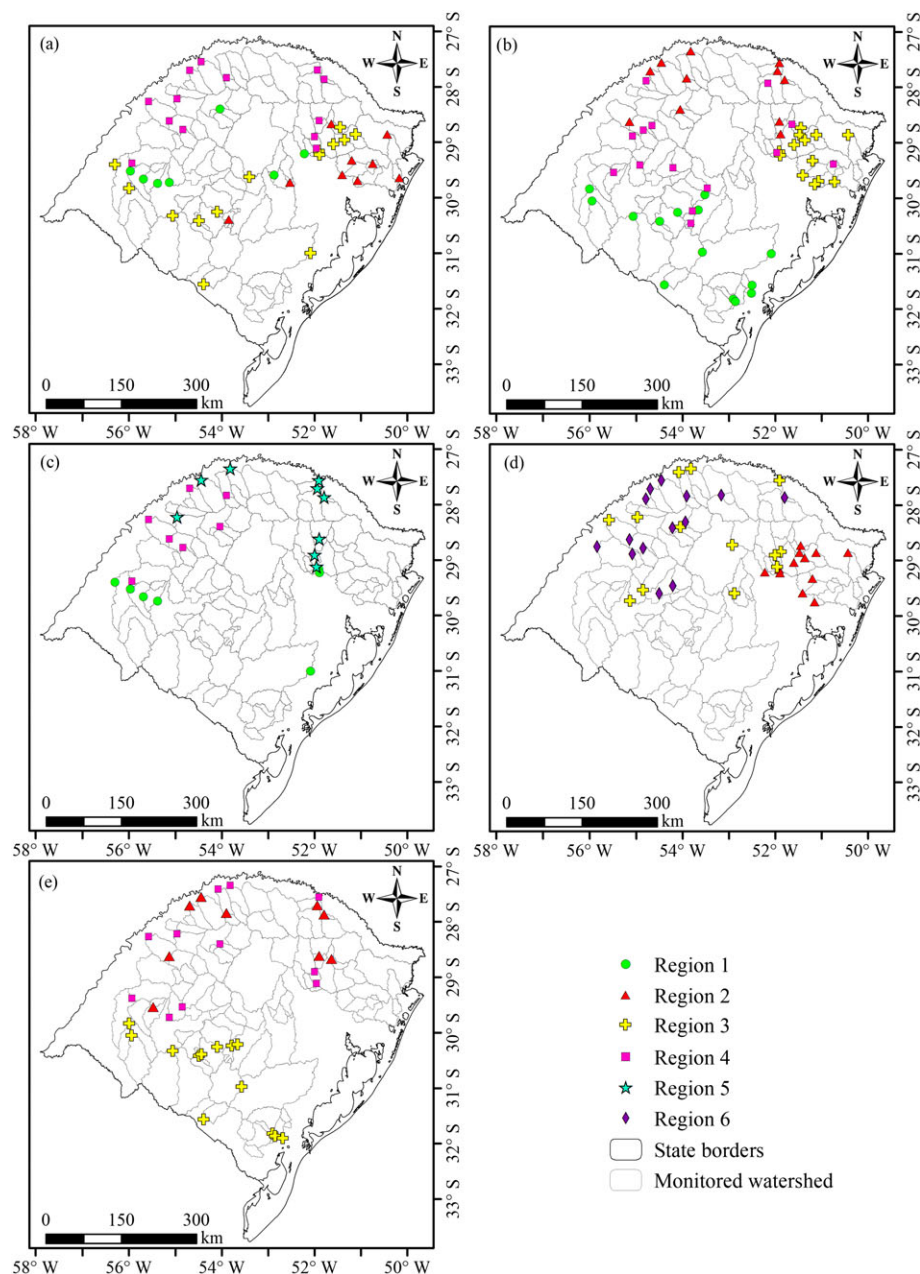 (a)
N
W E
S
27° S
28° S
29° S
30° S
31° S
32° S
33° S
0 150 300
km
(b)
N
W E
S
27° S
28° S
29° S
30° S
31° S
32° S
33° S
0 150 300
km
58° W 56° W 54° W 52° W 50° W
58° W 56° W 54° W 52° W 50° W
(c)
N
W E
S
27° S
28° S
29° S
30° S
31° S
32° S
33° S
0 150 300
km
(d)
N
W E
S
27° S
28° S
29° S
30° S
31° S
32° S
33° S
0 150 300
km
58° W 56° W 54° W 52° W 50° W
58° W 56° W 54° W 52° W 50° W
(e)
N
W E
S
27° S
28° S
29° S
30° S
31° S
32° S
33° S
0 150 300
km
58° W 56° W 54° W 52° W 50° W
Region 1
Region 2
Region 3
Region 4
Region 5
Region 6
State borders
Monitored watershed